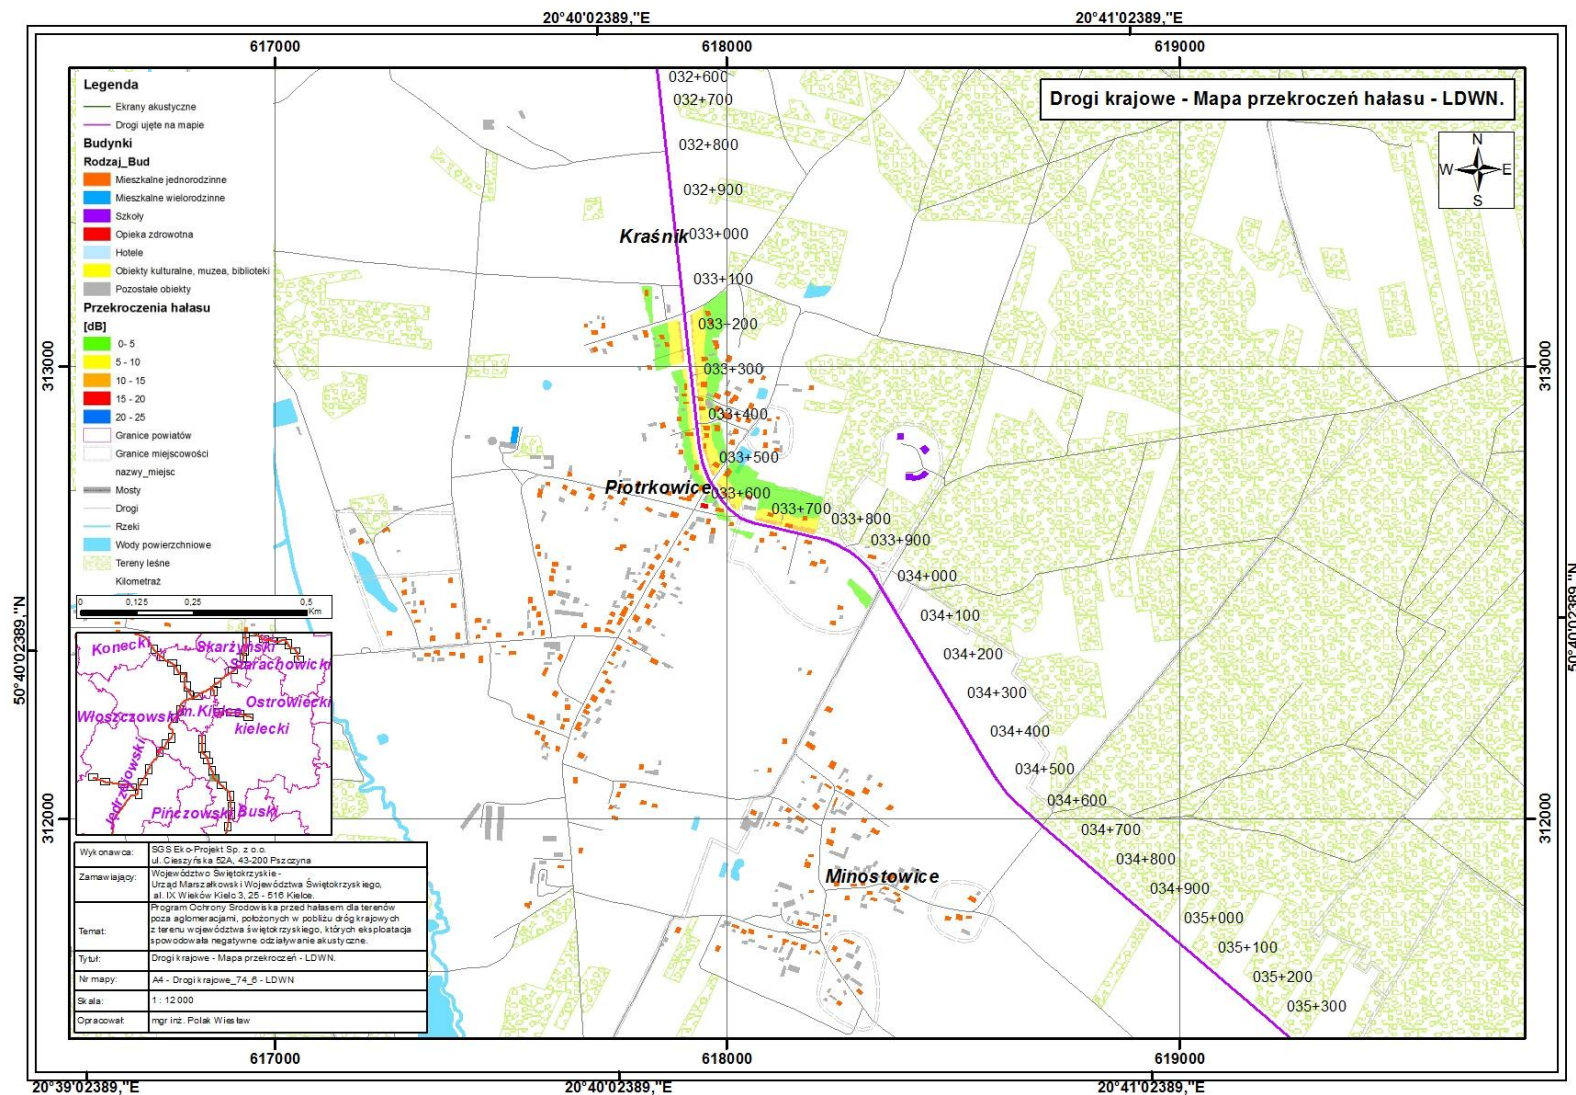 20°40'02389,"E
20°41'02389,"E
617000
618000
619000
Drogi krajowe - Mapa przekroczeń hałasu - LDWN.
N
W
E
S
Legenda
Ekrany akustyczne
Drogi ujęte na mapie
Budynki
Rodzaj_Bud
Mieszkalne jednorodzinne
Mieszkalne wielorodzinne
Szkoły
Opieka zdrowotna
Hotele
Obiekty kulturalne, muzea, biblioteki
Pozostałe obiekty
Przekroczenia hałasu
[dB]
0- 5
5 - 10
10 - 15
15 - 20
20 - 25
Granice powiatów
Granice miejscowości
nazwy_miejsc
Mosty
Drogi
Rzeki
Wody powierzchniowe
Tereny leśne
Kilometraż
0
0,125
0,25
0,5
Km
032+600
032+700
032+800
032+900
Kraśnik
033+000
033+100
033+200
033+300
033+400
033+500
Piotrkowice
033+600
033+700
033+800
033+900
034+000
034+100
034+200
034+300
034+400
034+500
034+600
034+700
034+800
034+900
035+000
035+100
035+200
035+300
Minostowice
313000
313000
312000
312000
50°40'02389,"N
50°40'02389,"N
Konecki
Skarżyński
Starachowicki
Ostrowiecki
Włoszczowski
m.Kielce
kielecki
Jędrzejowski
Pińczowski
Buski
Wykonawca:
SGS Eko-Projekt Sp. z o.o.
ul. Cieszyńska 52A, 43-200 Pszczyna
Zamawiający:
Województwo Świętokrzyskie -
Urząd Marszałkowski Województwa Świętokrzyskiego,
al. IX Wieków Kielc 3, 25 - 516 Kielce.
Temat:
Program Ochrony Środowiska przed hałasem dla terenów
poza aglomeracjami, położonych w pobliżu dróg krajowych
z terenu województwa świętokrzyskiego, których eksploatacja
spowodowała negatywne oddziaływanie akustyczne.
Tytuł:
Drogi krajowe - Mapa przekroczeń - LDWN.
Nr mapy:
A4 - Drogi krajowe_74_6 - LDWN
Skala:
1 : 12 000
Opracował:
mgr inż. Polak Wiesław
617000
618000
619000
20°39'02389,"E
20°40'02389,"E
20°41'02389,"E